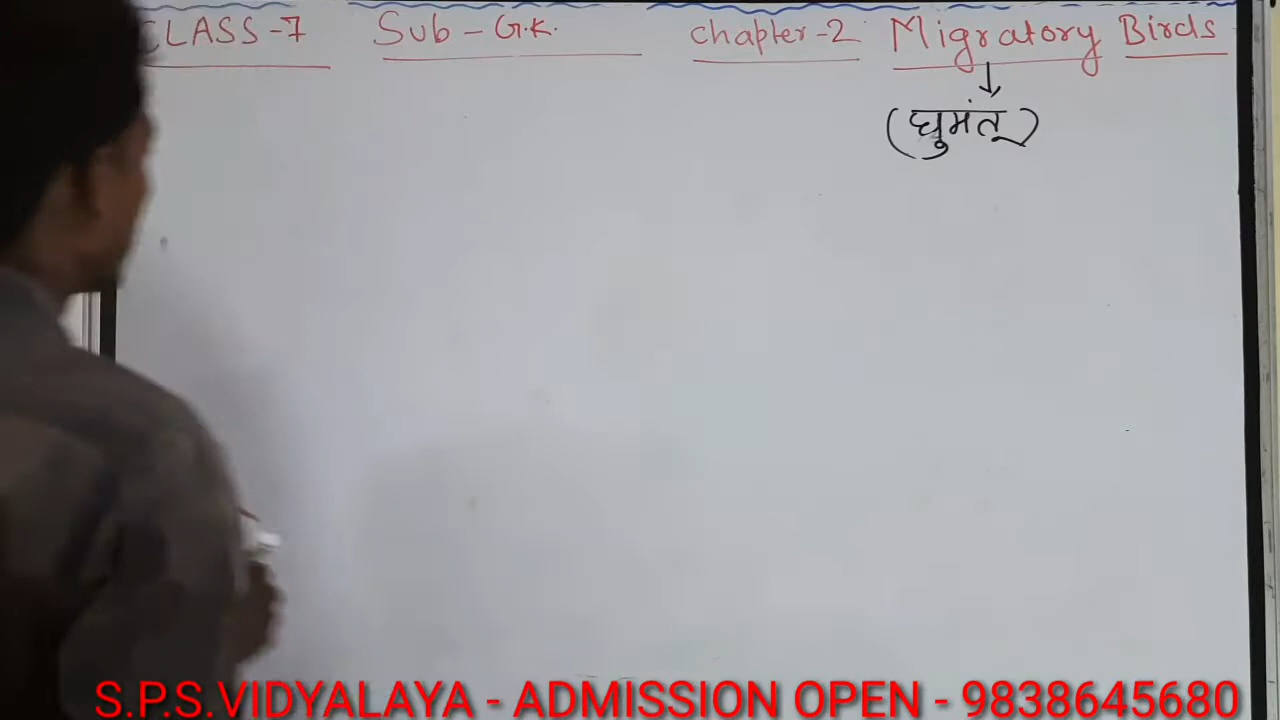 CLASS-7 Sub - G.K. chapter-2 Migratory Birds
(घुमंतू)
S.P.S.VIDYALAYA - ADMISSION OPEN - 9838645680